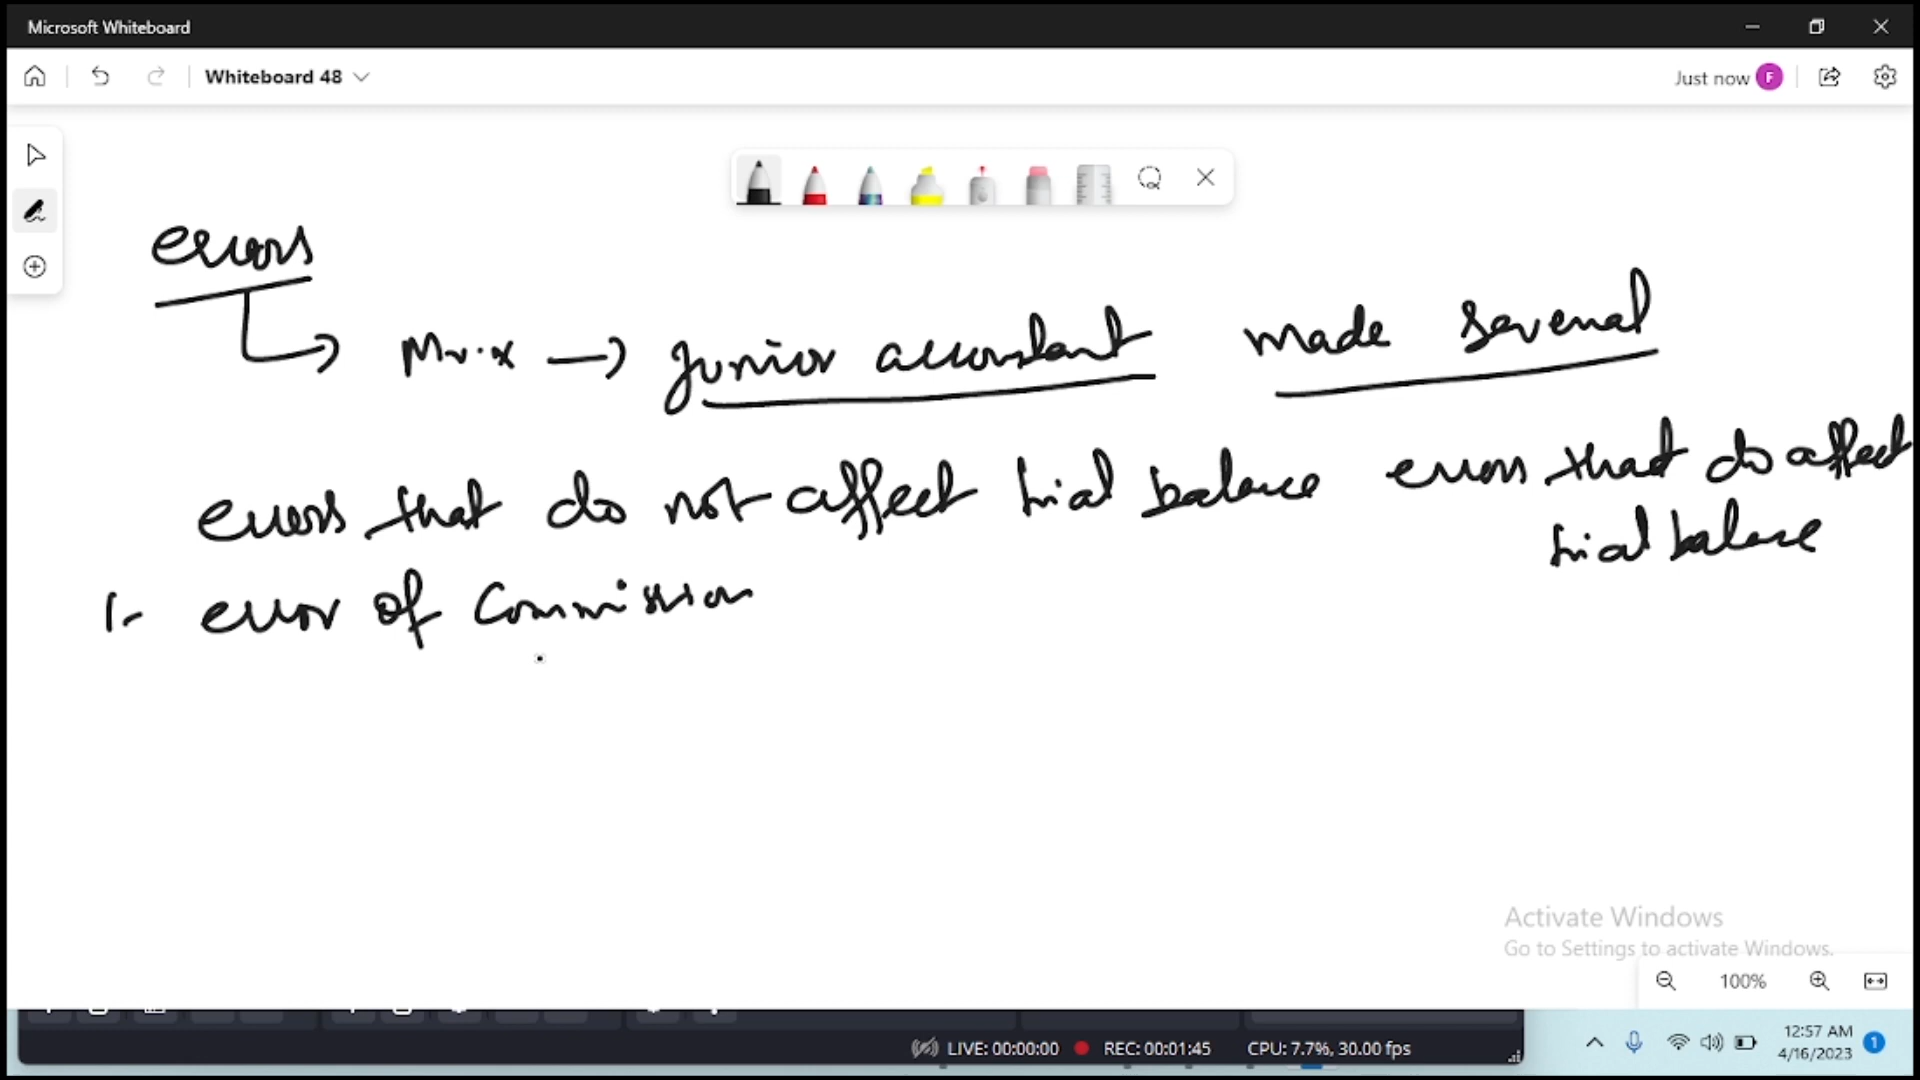 Microsoft Whiteboard
Whiteboard 48
Just now F
errors
Mr. X → junior accountant made several
errors that do not affect trial balance errors that do affect
trial balance
1- error of Commission
Activate Windows
Go to Settings to activate Windows.
100%
LIVE: 00:00:00 REC: 00:01:45 CPU: 7.7%, 30.00 fps
12:57 AM
4/16/2023 1